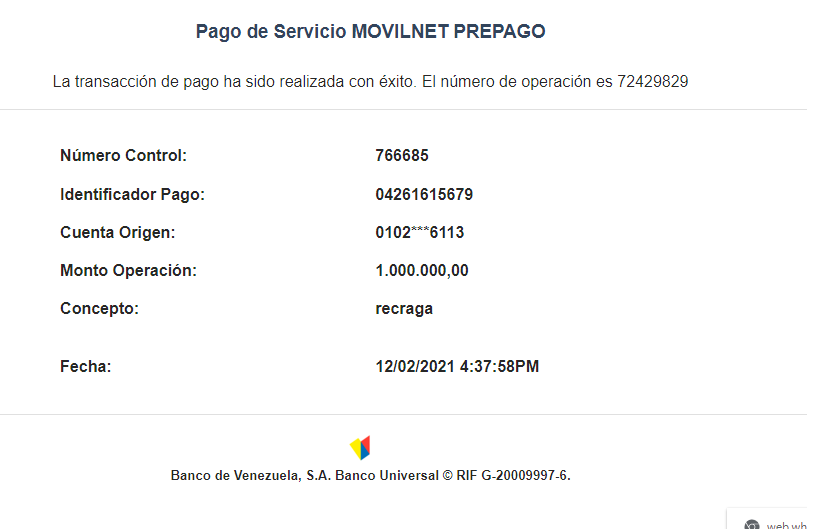 Pago de Servicio MOVILNET PREPAGO
La transacción de pago ha sido realizada con éxito. El número de operación es 72429829
Número Control: 766685
Identificador Pago: 04261615679
Cuenta Origen: 0102***6113
Monto Operación: 1.000.000,00
Concepto: recraga
Fecha: 12/02/2021 4:37:58PM
Banco de Venezuela, S.A. Banco Universal © RIF G-20009997-6.
web.wh